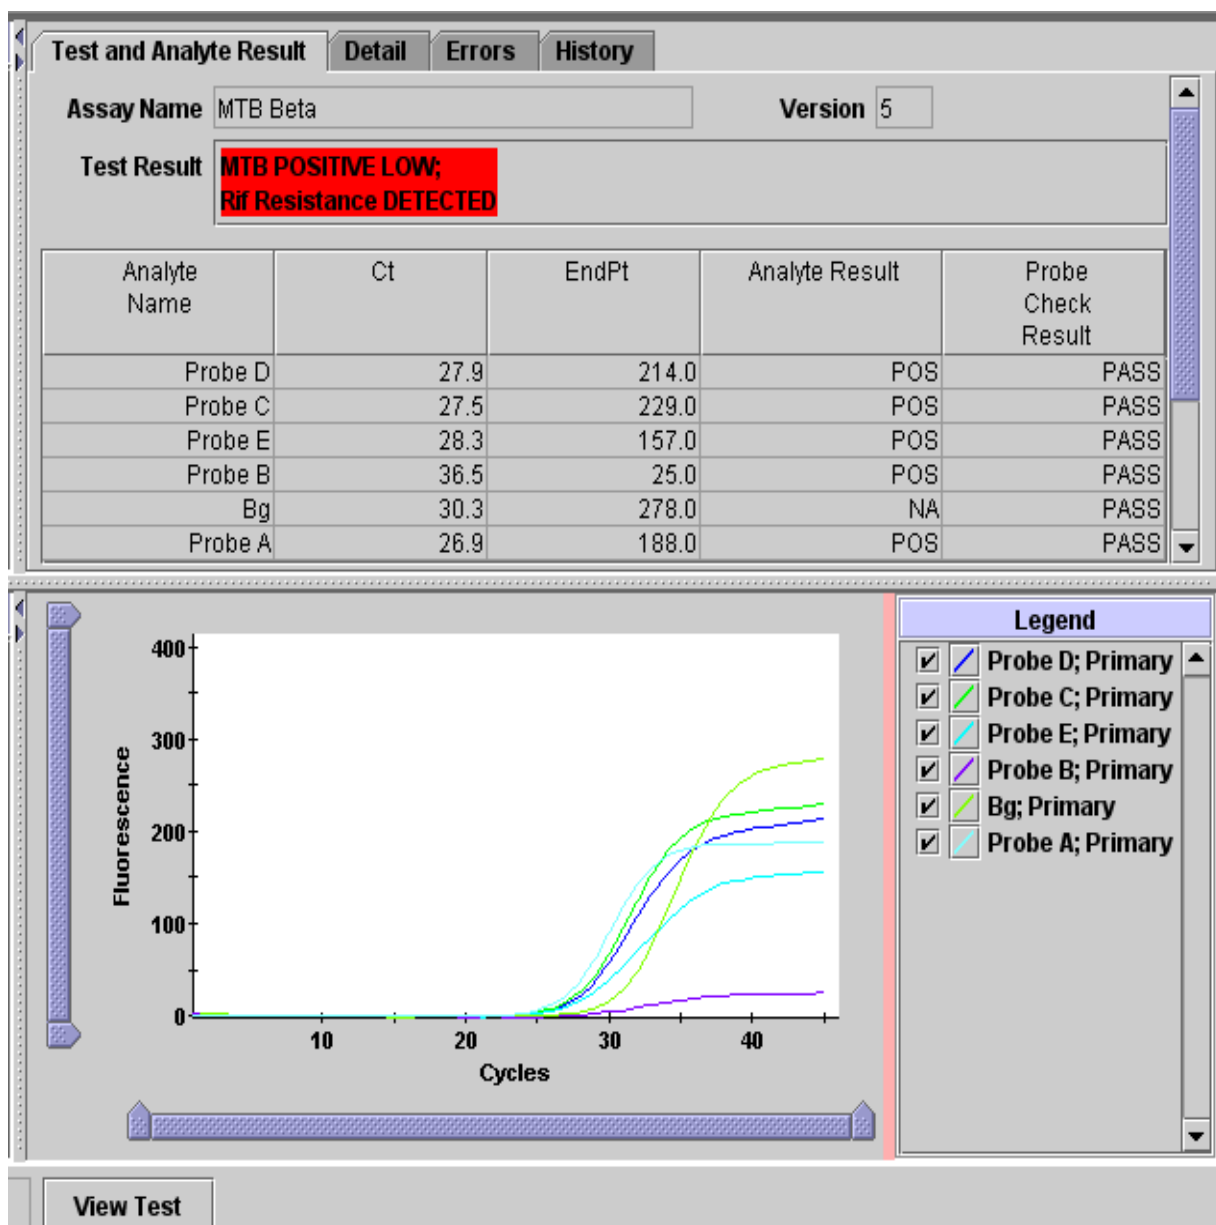 Test and Analyte Result Detail Errors History
Assay Name MTB Beta Version 5
Test Result MTB POSITIVE LOW;
Rif Resistance DETECTED
Analyte Name Ct EndPt Analyte Result Probe Check Result
Probe D 27.9 214.0 POS PASS
Probe C 27.5 229.0 POS PASS
Probe E 28.3 157.0 POS PASS
Probe B 36.5 25.0 POS PASS
Bg 30.3 278.0 NA PASS
Probe A 26.9 188.0 POS PASS
400
300
200
100
0
Fluorescence
10 20 30 40
Cycles
Legend
Probe D; Primary
Probe C; Primary
Probe E; Primary
Probe B; Primary
Bg; Primary
Probe A; Primary
View Test